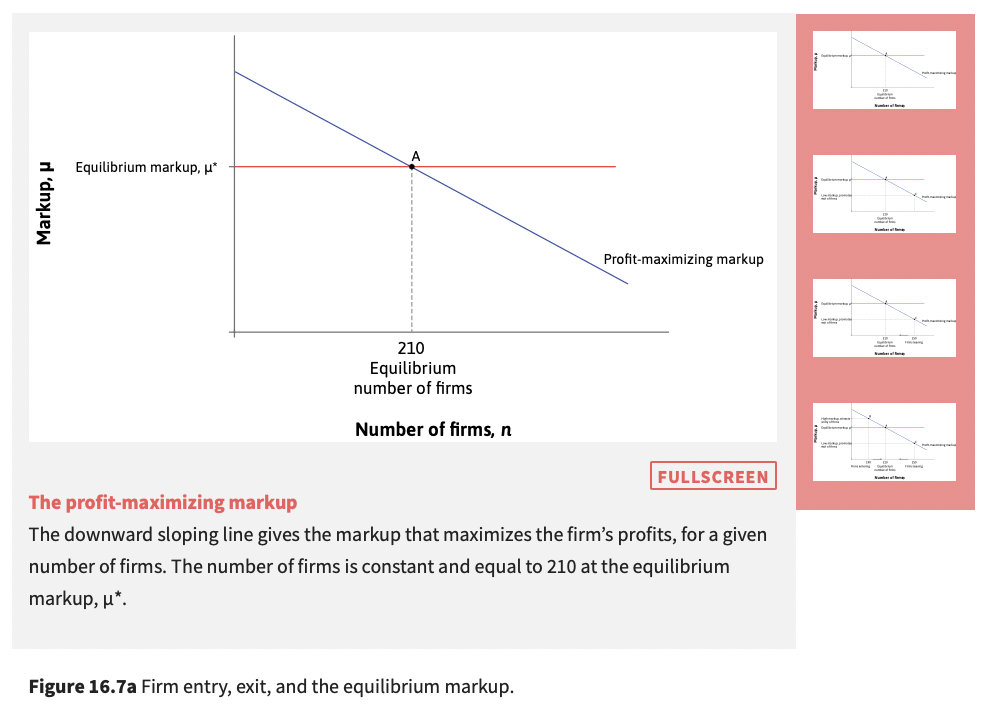 A
Equilibrium markup, μ*
Markup, μ
Profit-maximizing markup
210
Equilibrium
number of firms
Number of firms, n
FULLSCREEN
The profit-maximizing markup
The downward sloping line gives the markup that maximizes the firm’s profits, for a given
number of firms. The number of firms is constant and equal to 210 at the equilibrium
markup, μ*.
Figure 16.7a Firm entry, exit, and the equilibrium markup.